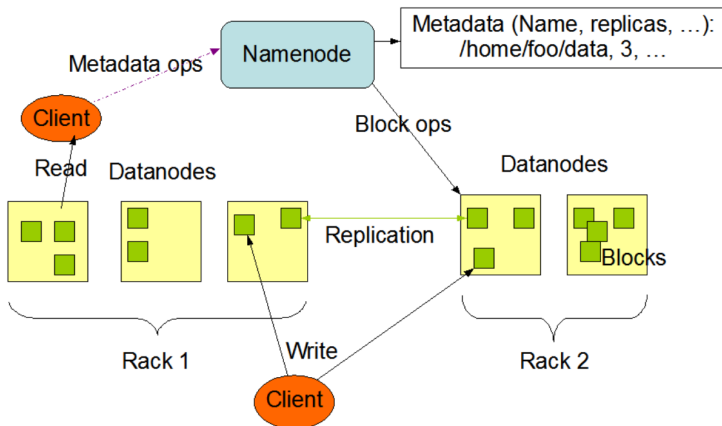 Metadata (Name, replicas, …):
/home/foo/data, 3, …
Namenode
Metadata ops
Client
Block ops
Read
Datanodes
Datanodes
Replication
Blocks
Rack 1
Write
Rack 2
Client